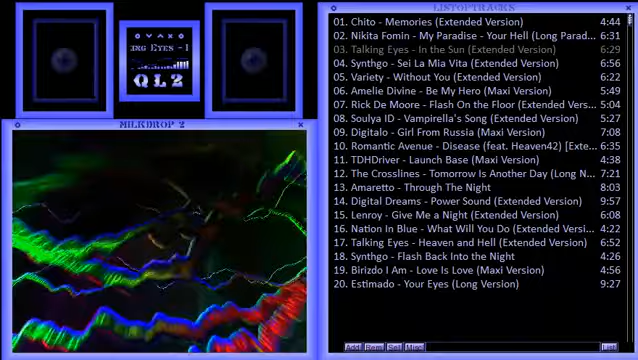 ING EYES - I
QL2
MILKDROP 2
LISTOFTRACKS
01. Chito - Memories (Extended Version) 4:44
02. Nikita Fomin - My Paradise - Your Hell (Long Parad... 6:31
03. Talking Eyes - In the Sun (Extended Version) 6:29
04. Synthgo - Sei La Mia Vita (Extended Version) 6:56
05. Variety - Without You (Extended Version) 6:22
06. Amelie Divine - Be My Hero (Maxi Version) 5:49
07. Rick De Moore - Flash On the Floor (Extended Vers... 5:04
08. Soulya ID - Vampirella's Song (Extended Version) 5:27
09. Digitalo - Girl From Russia (Maxi Version) 7:08
10. Romantic Avenue - Disease (feat. Heaven42) [Exte... 6:35
11. TDHDriver - Launch Base (Maxi Version) 4:38
12. The Crosslines - Tomorrow Is Another Day (Long N... 7:21
13. Amaretto - Through The Night 8:03
14. Digital Dreams - Power Sound (Extended Version) 9:57
15. Lenroy - Give Me a Night (Extended Version) 6:08
16. Nation In Blue - What Will You Do (Extended Versi... 4:22
17. Talking Eyes - Heaven and Hell (Extended Version) 6:52
18. Synthgo - Flash Back Into the Night 4:26
19. Birizdo I Am - Love Is Love (Maxi Version) 4:56
20. Estimado - Your Eyes (Long Version) 9:27
Add Rem Sel Misc List